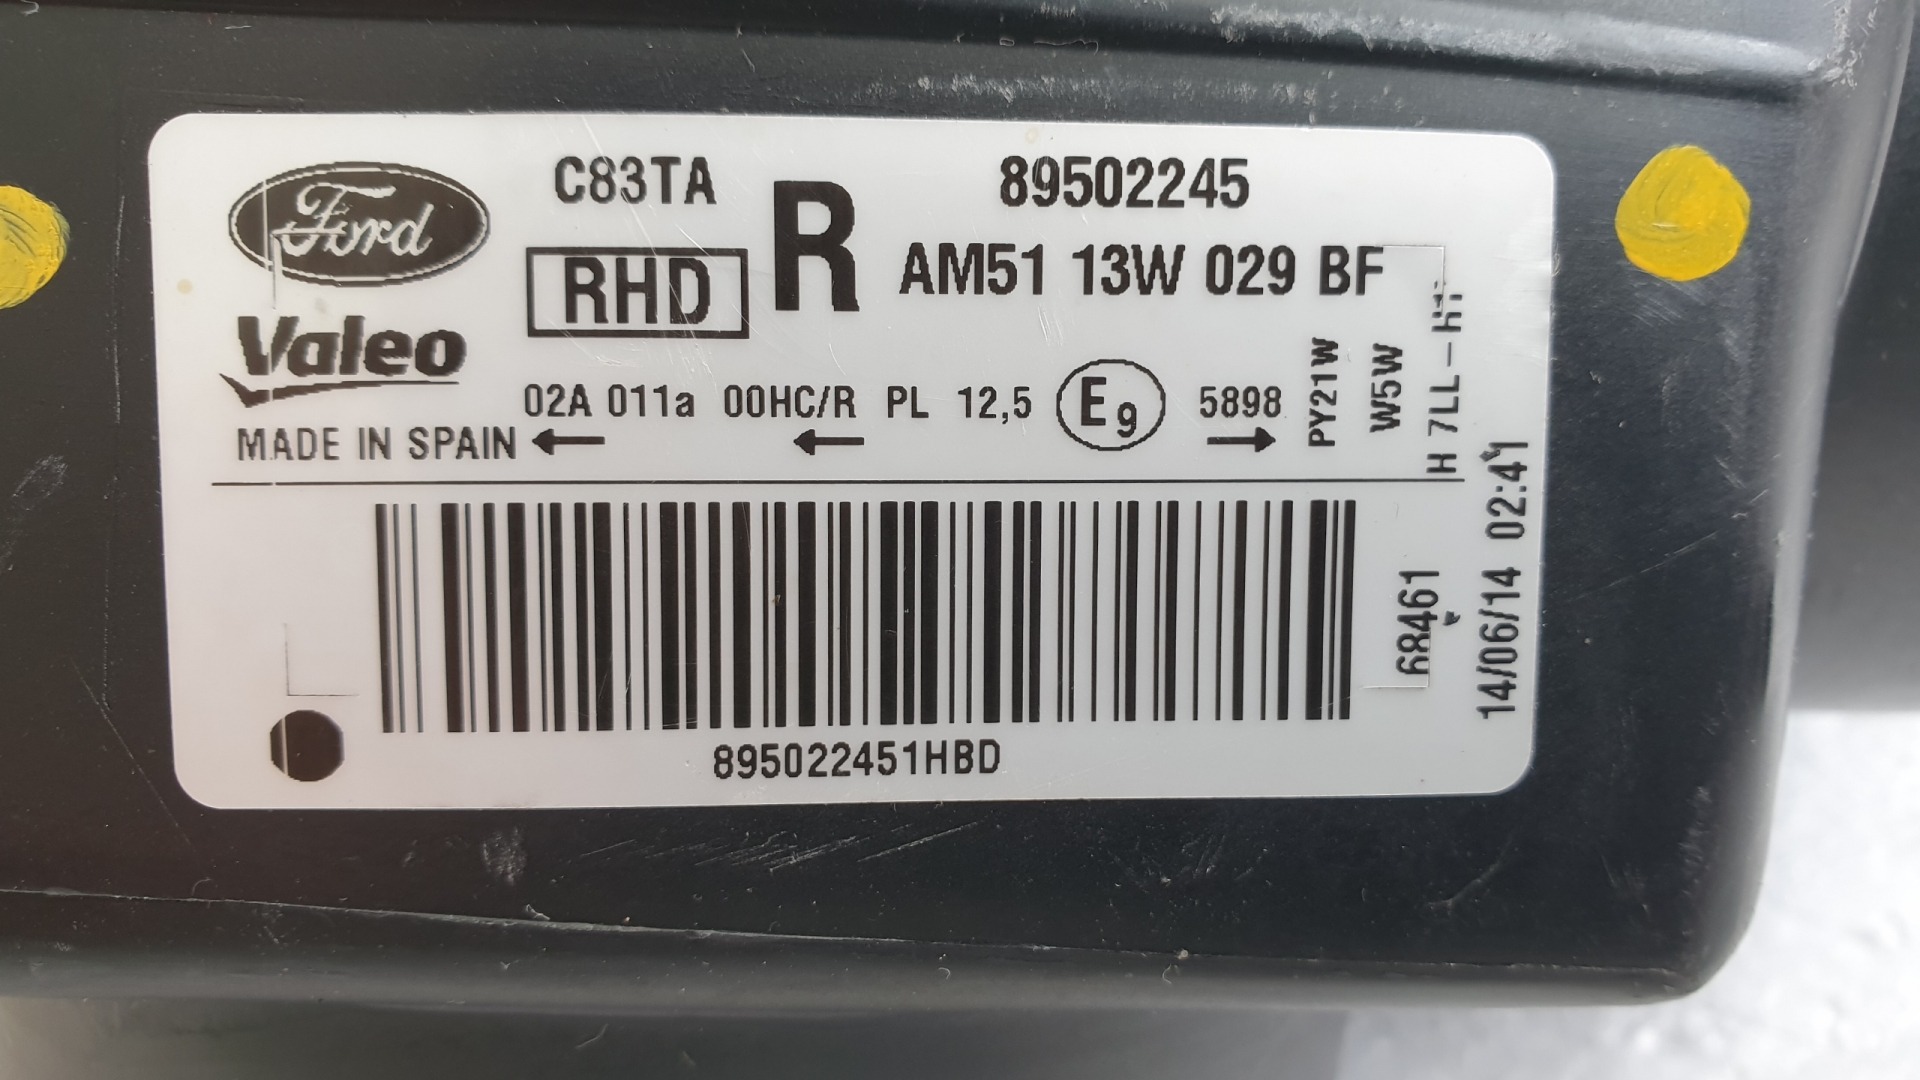 Ford
C83TA
R
89502245
RHD
AM51 13W 029 BF
Valeo
02A 011a 00HC/R PL 12,5 E9 5898
MADE IN SPAIN
PY21W
W5W
H 7LL-
895022451HBD
68461
14/06/14 02:41